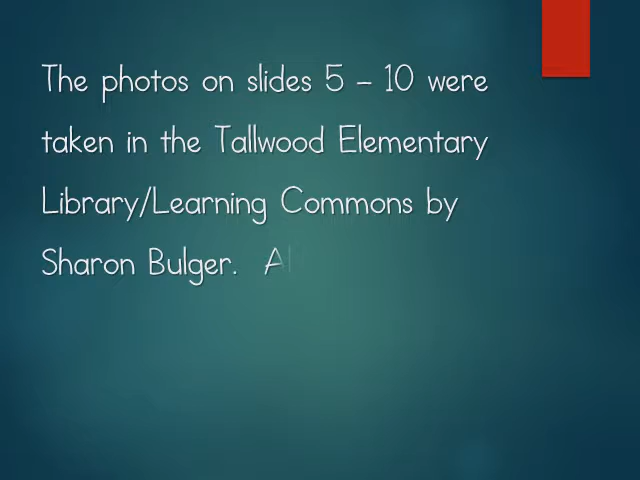 The photos on slides 5 – 10 were
taken in the Tallwood Elementary
Library/Learning Commons by
Sharon Bulger.